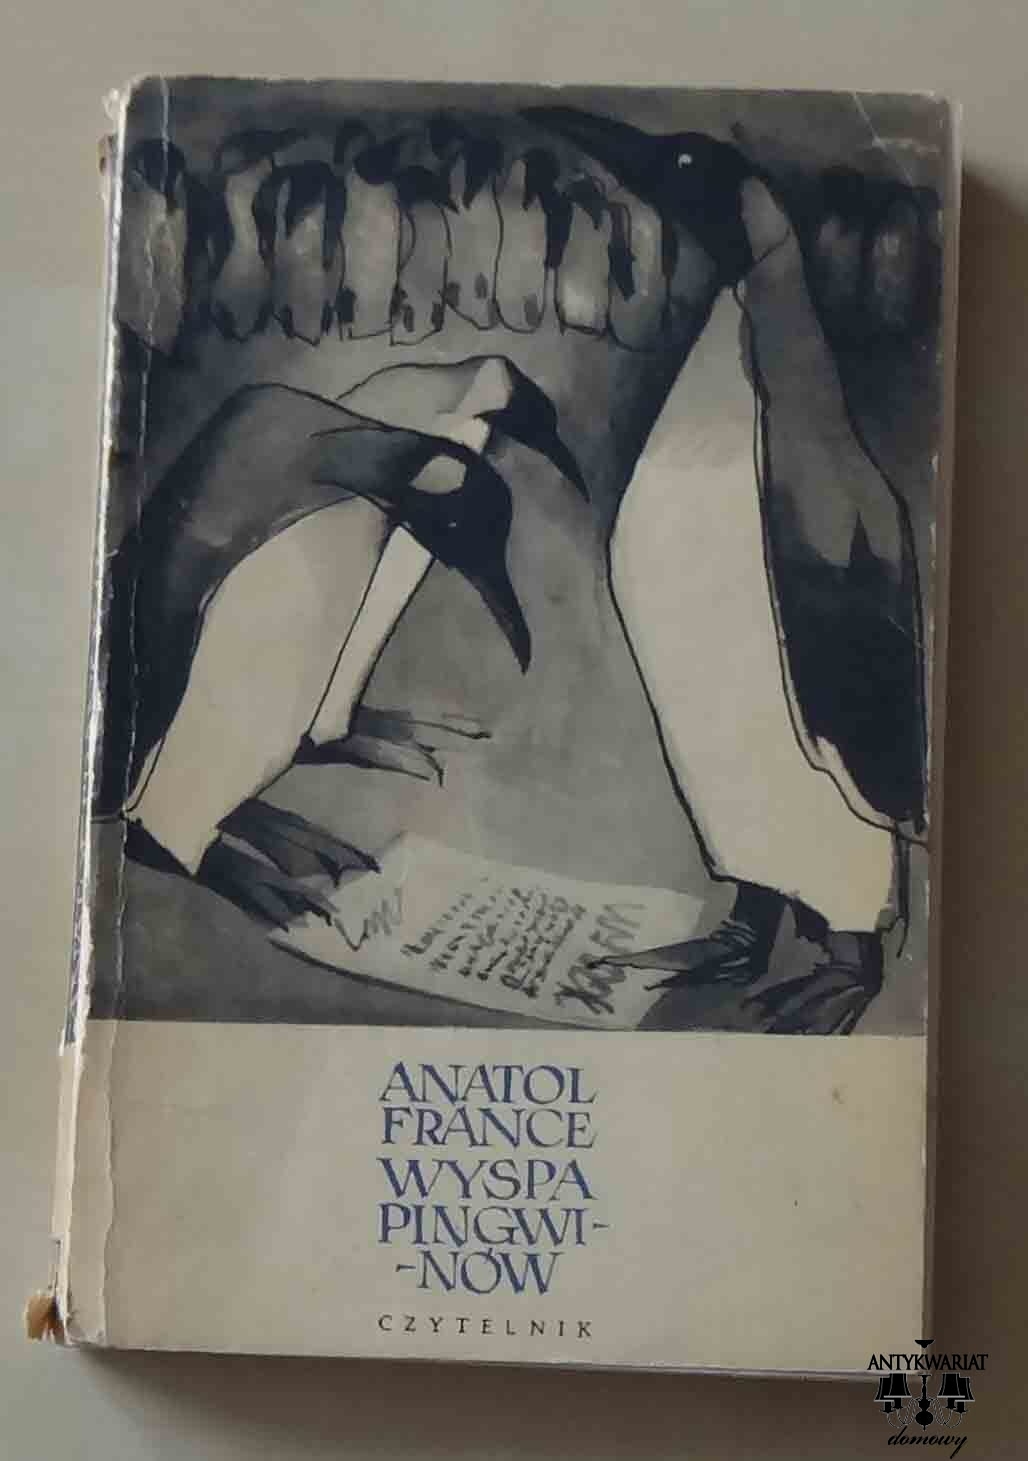 ANATOL
FRANCE
WYSPA
PINGWI-
-NÓW
CZYTELNIK
ANTYKWARIAT
domowy